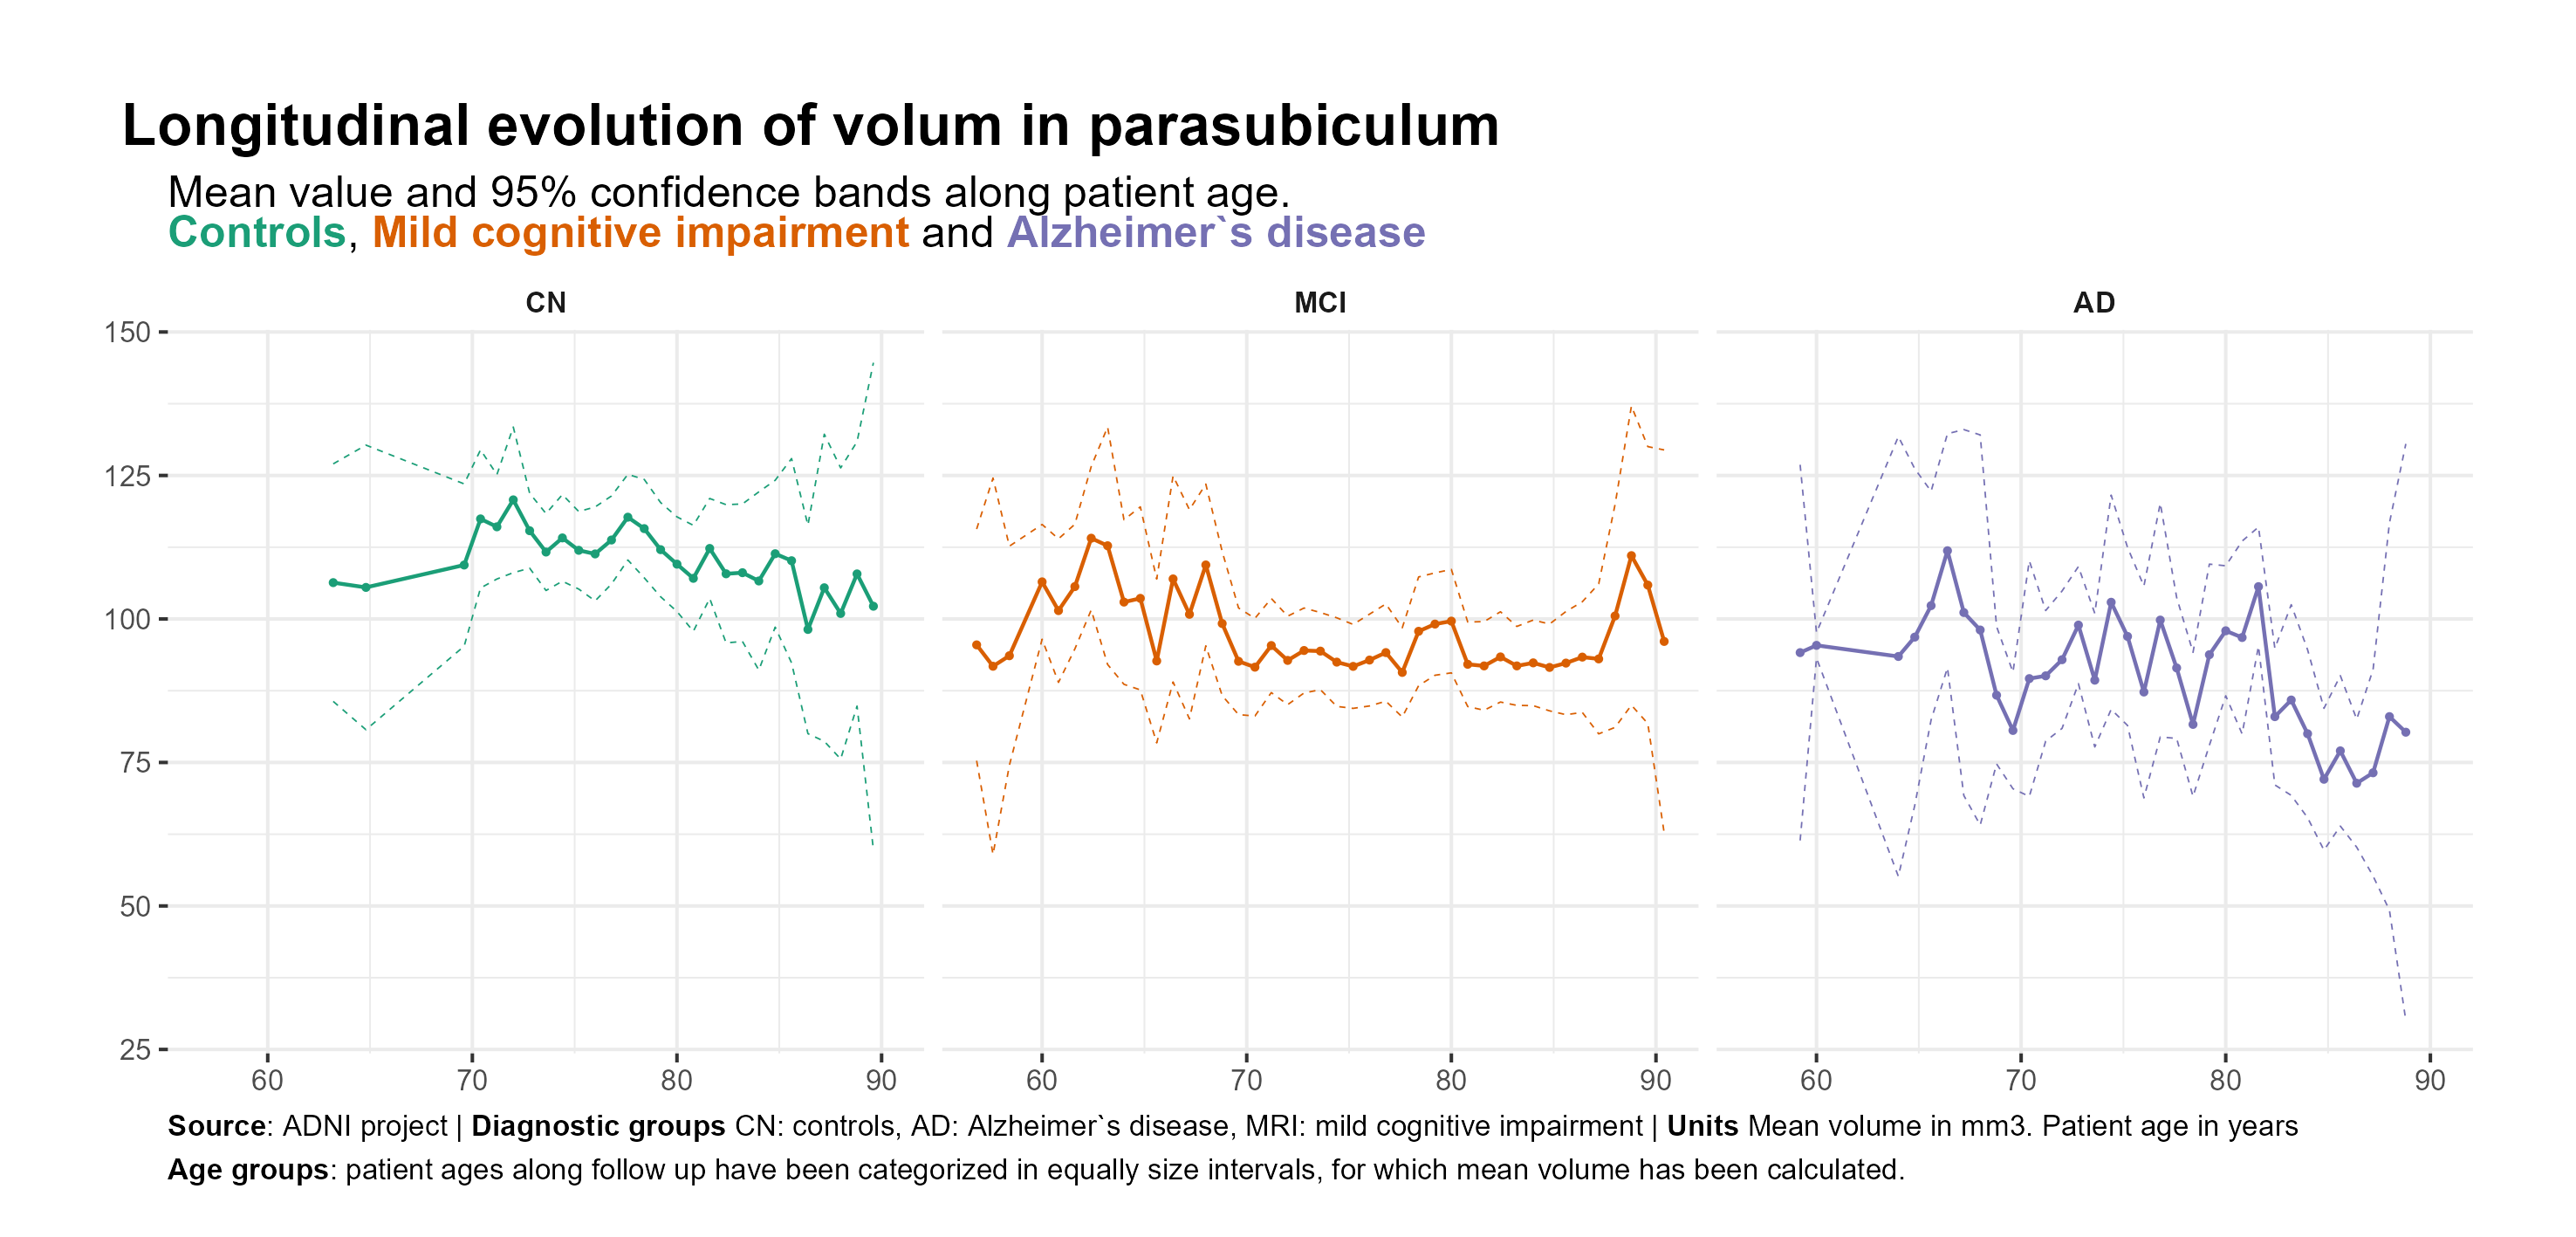 Longitudinal evolution of volum in parasubiculum
Mean value and 95% confidence bands along patient age.
Controls, Mild cognitive impairment and Alzheimer`s disease
CN
MCI
AD
150
125
100
75
50
25
60 70 80 90
60 70 80 90
60 70 80 90
Source: ADNI project | Diagnostic groups CN: controls, AD: Alzheimer`s disease, MRI: mild cognitive impairment | Units Mean volume in mm3. Patient age in years
Age groups: patient ages along follow up have been categorized in equally size intervals, for which mean volume has been calculated.